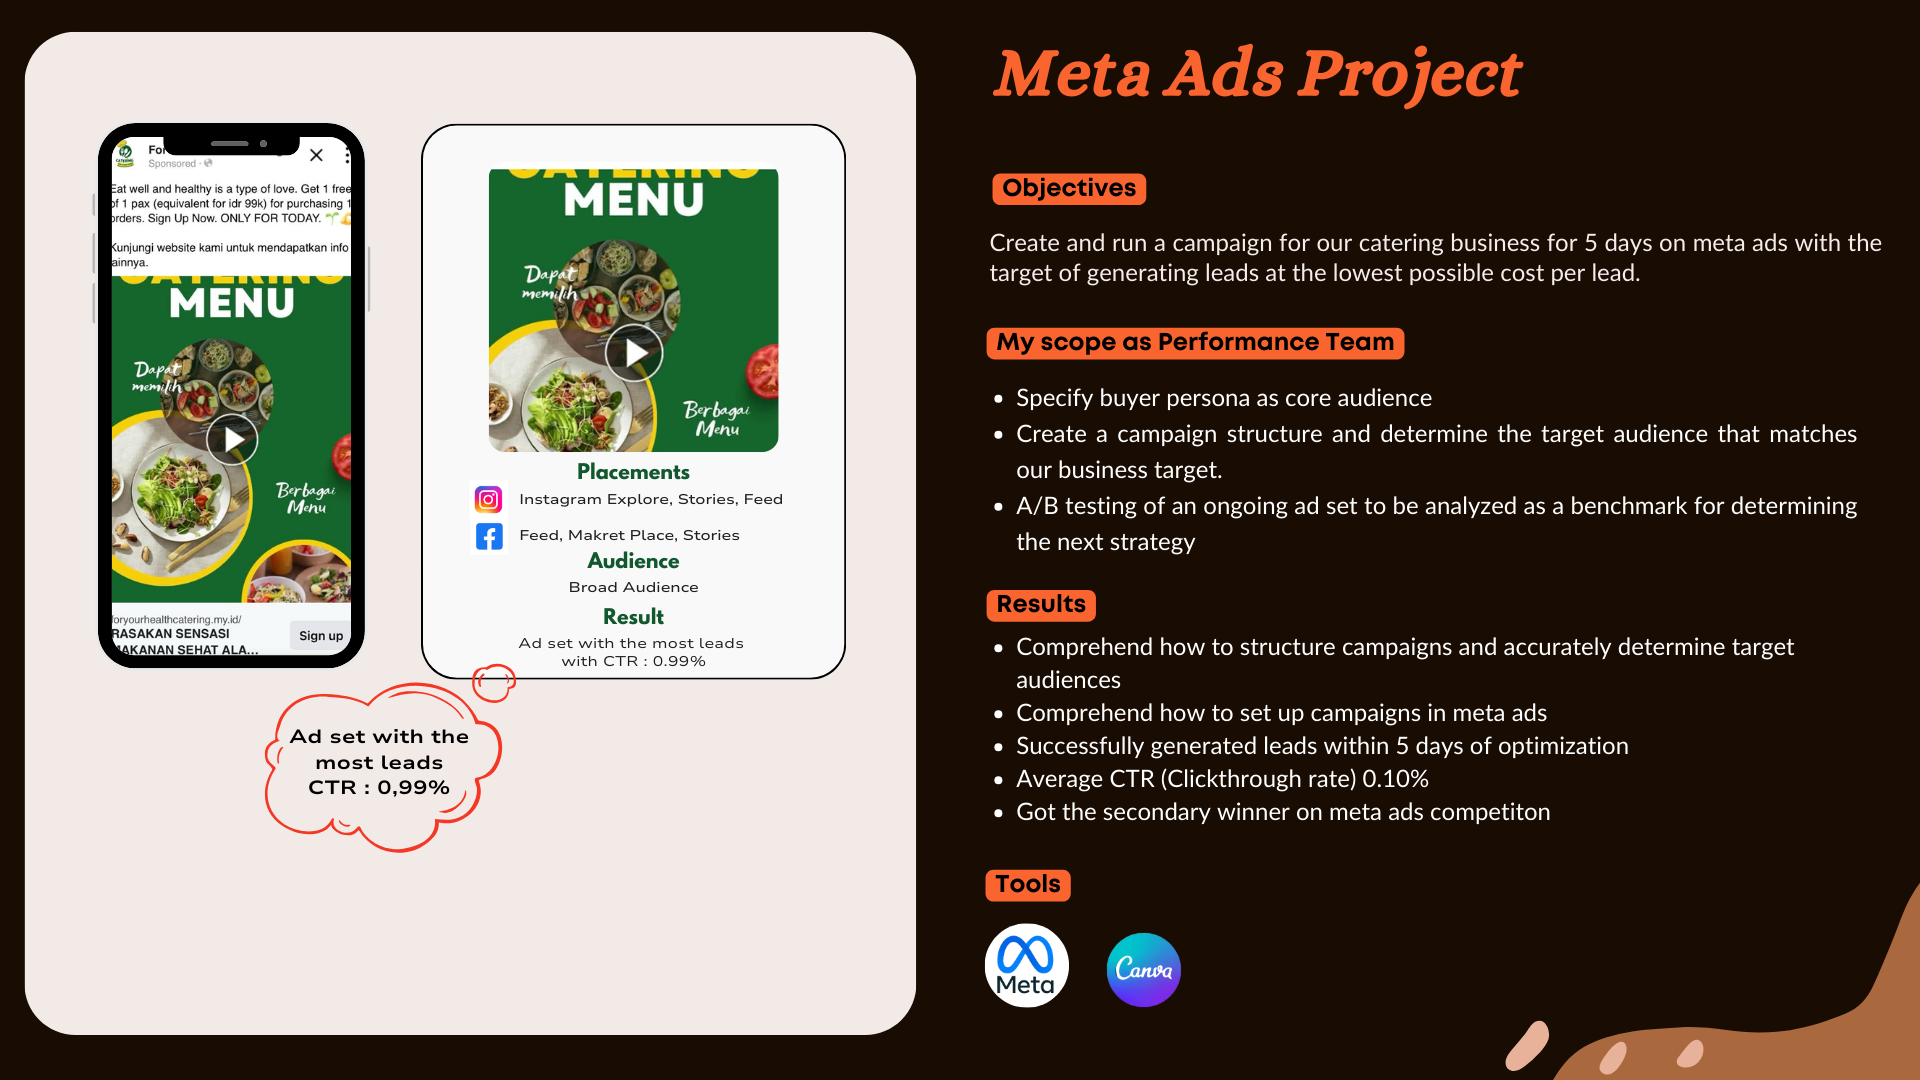 Meta Ads Project
Objectives
Create and run a campaign for our catering business for 5 days on meta ads with the
target of generating leads at the lowest possible cost per lead.
My scope as Performance Team
Specify buyer persona as core audience
Create a campaign structure and determine the target audience that matches
our business target.
A/B testing of an ongoing ad set to be analyzed as a benchmark for determining
the next strategy
Results
Comprehend how to structure campaigns and accurately determine target
audiences
Comprehend how to set up campaigns in meta ads
Successfully generated leads within 5 days of optimization
Average CTR (Clickthrough rate) 0.10%
Got the secondary winner on meta ads competiton
Tools
Meta
Canva
For
Sponsored
Eat well and healthy is a type of love. Get 1 free
of 1 pax (equivalent for idr 99k) for purchasing 1
orders. Sign Up Now. ONLY FOR TODAY.
Kunjungi website kami untuk mendapatkan info
lainnya.
CATERING
MENU
Dapat
memilih
Berbagai
Menu
foryourhealthcatering.my.id/
RASAKAN SENSASI
MAKANAN SEHAT ALA...
Sign up
CATERING
MENU
Dapat
memilih
Berbagai
Menu
Placements
Instagram Explore, Stories, Feed
Feed, Makret Place, Stories
Audience
Broad Audience
Result
Ad set with the most leads
with CTR : 0.99%
Ad set with the
most leads
CTR : 0,99%